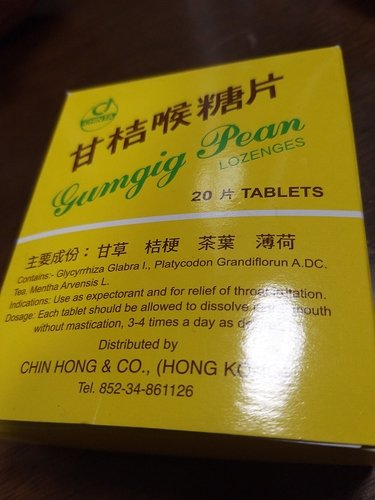 CHINTA
甘桔喉糖片
Gumgig Pean
LOZENGES
20 片 TABLETS
主要成份：甘草 桔梗 茶葉 薄荷
Contains:- Glycyrrhiza Glabra l., Platycodon Grandiflorun A.DC.
Tea. Mentha Arvensis L.
Indications: Use as expectorant and for relief of throat irritation.
Dosage: Each tablet should be allowed to dissolve mouth
without mastication, 3-4 times a day as
Distributed by
CHIN HONG & CO., (HONG
Tel. 852-34-861126